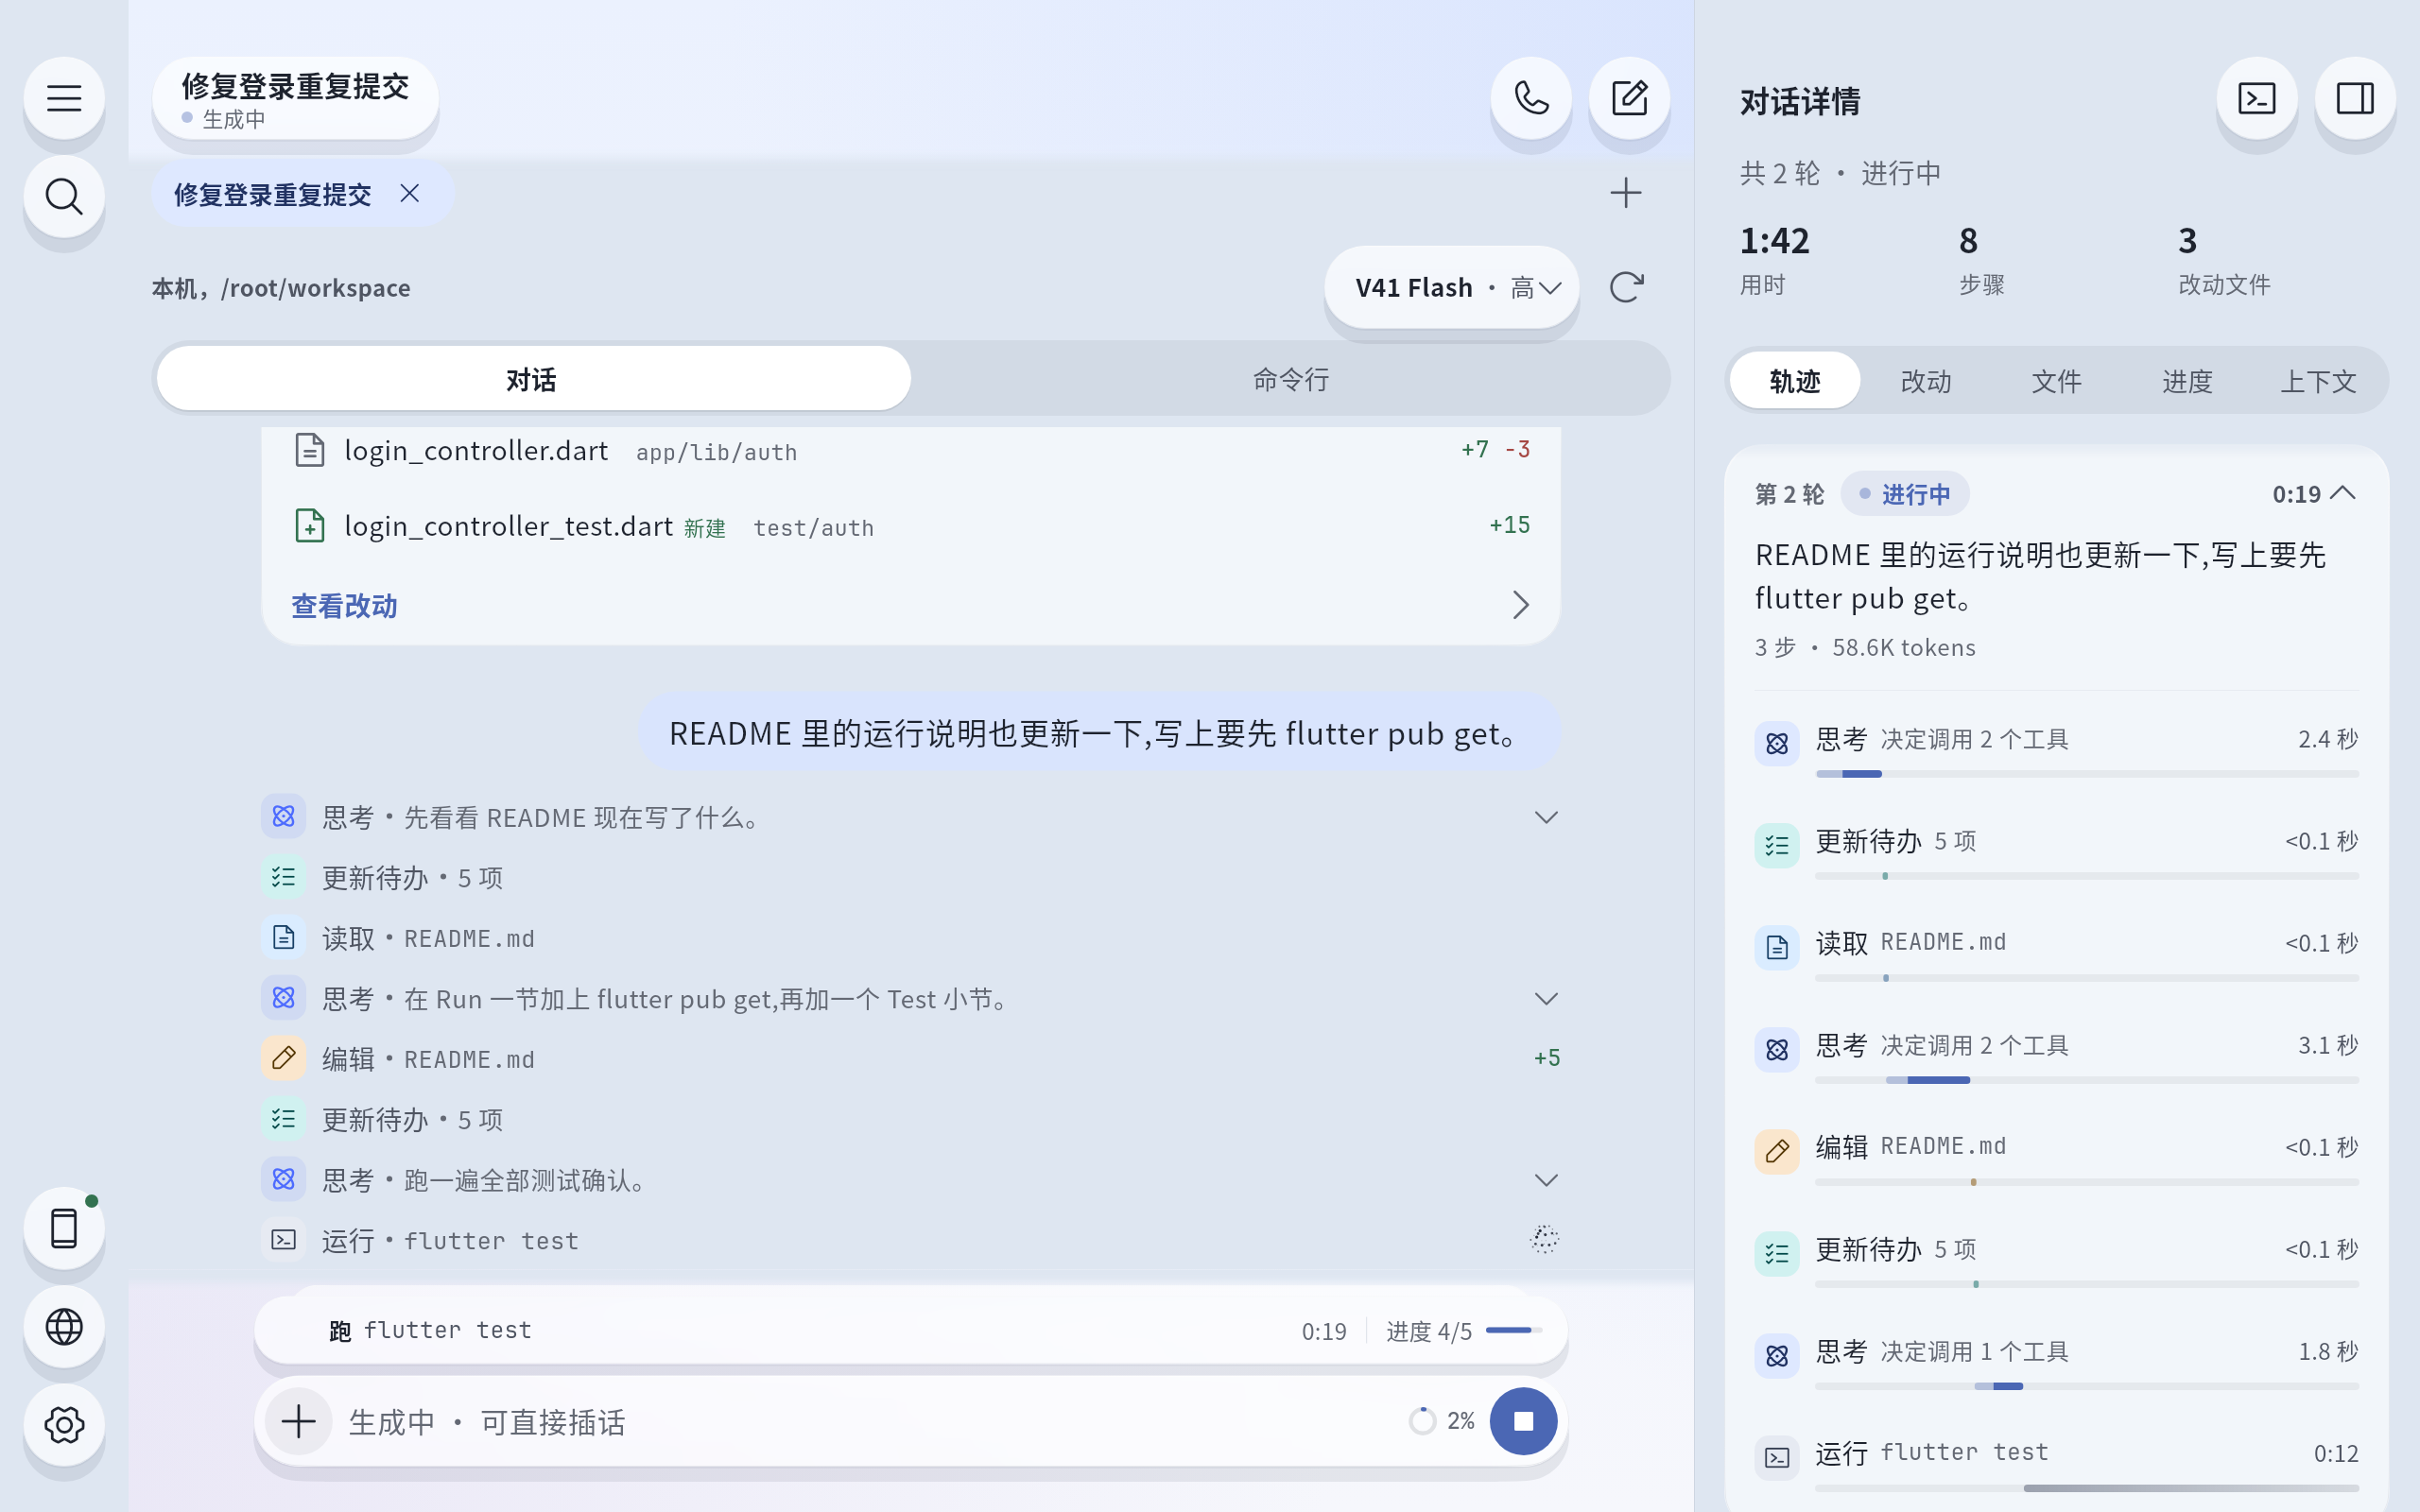 修复登录重复提交
生成中
修复登录重复提交
本机，/root/workspace
V41 Flash · 高
对话
命令行
login_controller.dart app/lib/auth +7 -3
login_controller_test.dart 新建 test/auth +15
查看改动
README 里的运行说明也更新一下,写上要先 flutter pub get。
思考 · 先看看 README 现在写了什么。
更新待办 · 5 项
读取 · README.md
思考 · 在 Run 一节加上 flutter pub get,再加一个 Test 小节。
编辑 · README.md +5
更新待办 · 5 项
思考 · 跑一遍全部测试确认。
运行 · flutter test
跑 flutter test 0:19 进度 4/5
生成中 · 可直接插话 2%
对话详情
共 2 轮 · 进行中
1:42 8 3
用时 步骤 改动文件
轨迹 改动 文件 进度 上下文
第 2 轮 进行中 0:19
README 里的运行说明也更新一下,写上要先
flutter pub get。
3 步 · 58.6K tokens
思考 决定调用 2 个工具 2.4 秒
更新待办 5 项 <0.1 秒
读取 README.md <0.1 秒
思考 决定调用 2 个工具 3.1 秒
编辑 README.md <0.1 秒
更新待办 5 项 <0.1 秒
思考 决定调用 1 个工具 1.8 秒
运行 flutter test 0:12